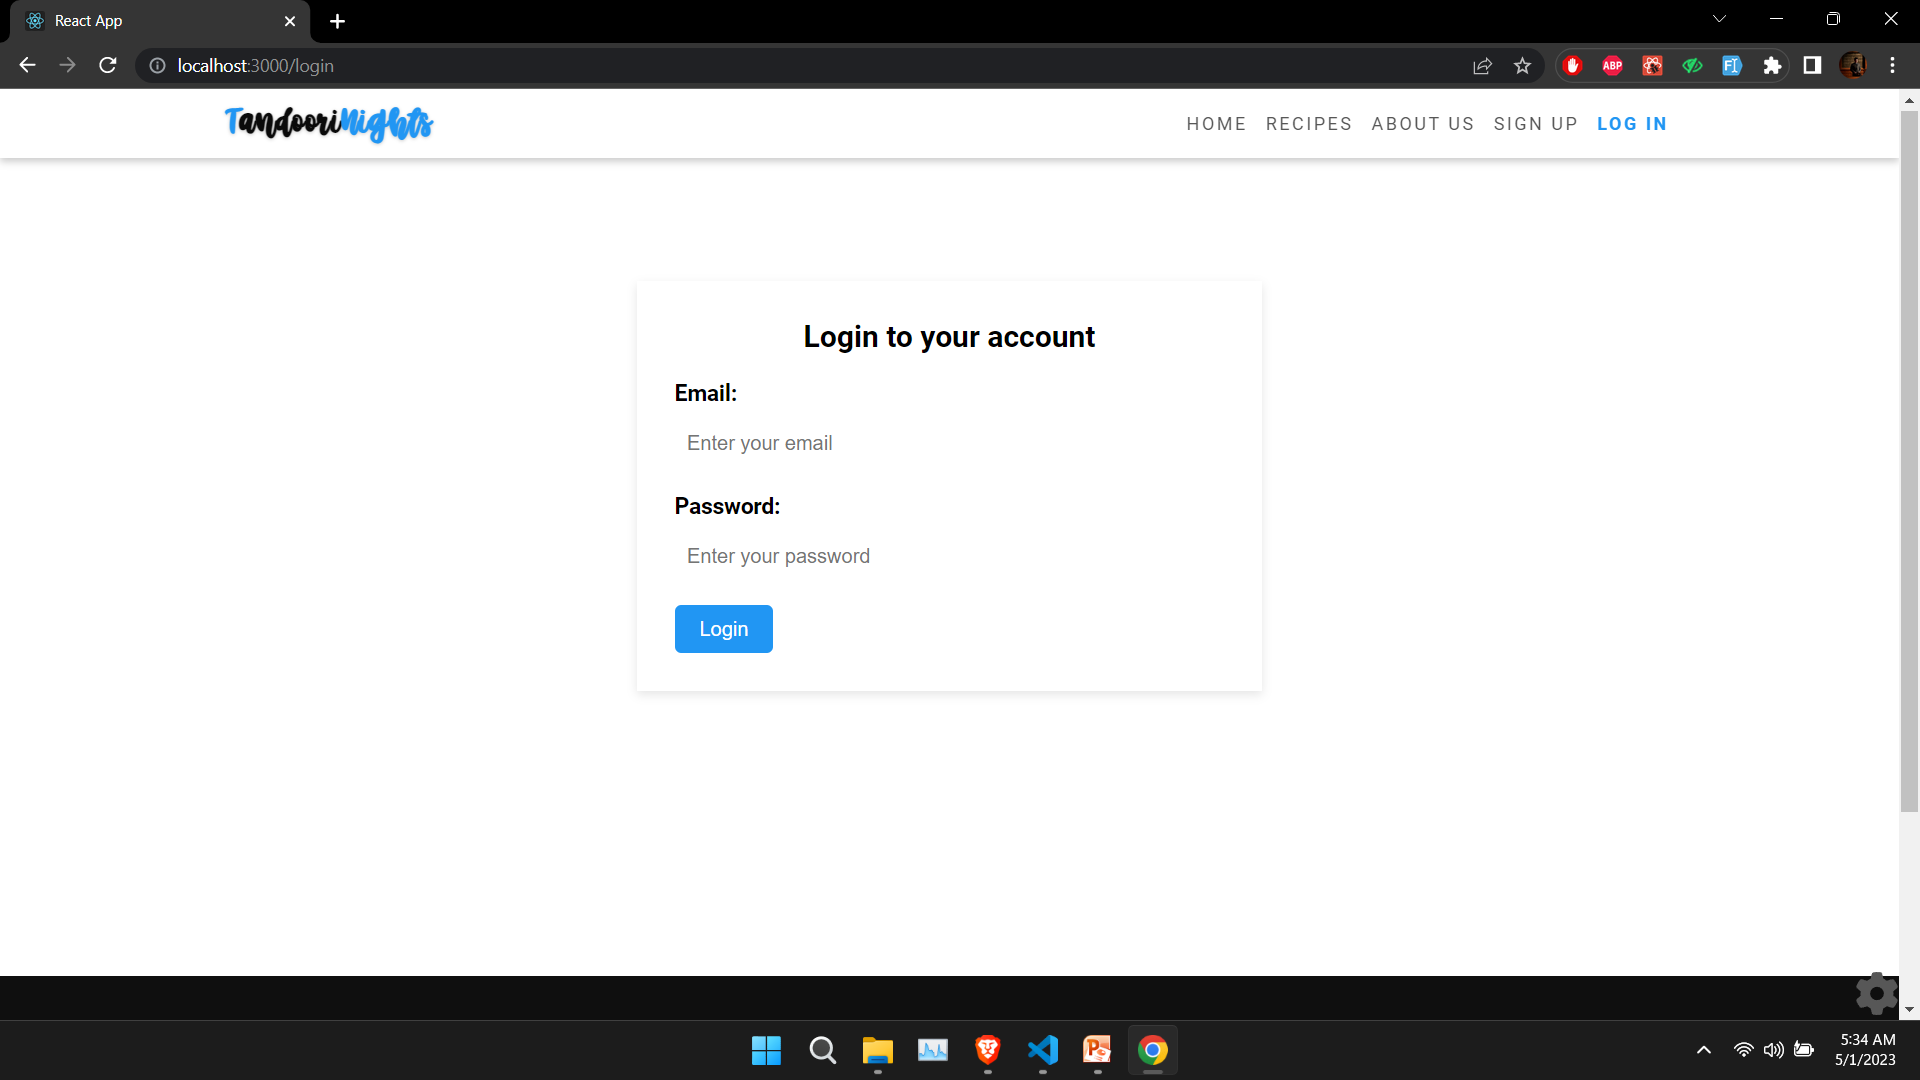 React App
localhost:3000/login
ABP
TandooriNights
HOME RECIPES ABOUT US SIGN UP LOG IN
Login to your account
Email:
Enter your email
Password:
Enter your password
Login
5:34 AM
5/1/2023